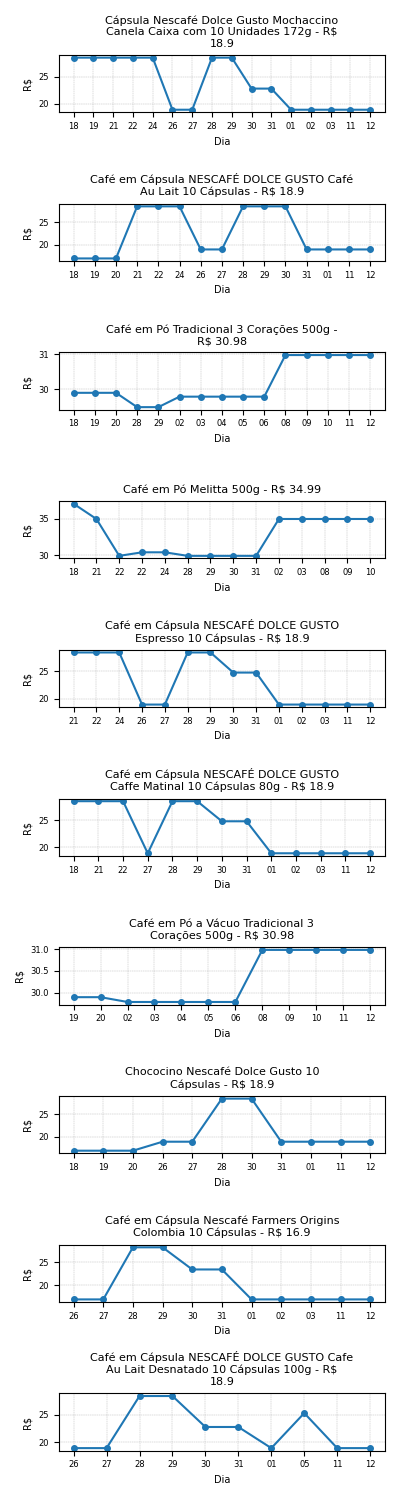 Cápsula Nescafé Dolce Gusto Mochaccino
Canela Caixa com 10 Unidades 172g - R$
18.9
R$
25
20
18 19 21 22 24 26 27 28 29 30 31 01 02 03 11 12
Dia
Café em Cápsula NESCAFÉ DOLCE GUSTO Café
Au Lait 10 Cápsulas - R$ 18.9
R$
25
20
18 19 20 21 22 24 26 27 28 29 30 31 01 11 12
Dia
Café em Pó Tradicional 3 Corações 500g -
R$ 30.98
R$
31
30
18 19 20 28 29 02 03 04 05 06 08 09 10 11 12
Dia
Café em Pó Melitta 500g - R$ 34.99
R$
35
30
18 21 22 22 24 28 29 30 31 02 03 08 09 10
Dia
Café em Cápsula NESCAFÉ DOLCE GUSTO
Espresso 10 Cápsulas - R$ 18.9
R$
25
20
21 22 24 26 27 28 29 30 31 01 02 03 11 12
Dia
Café em Cápsula NESCAFÉ DOLCE GUSTO
Caffe Matinal 10 Cápsulas 80g - R$ 18.9
R$
25
20
18 21 22 27 28 29 30 31 01 02 03 11 12
Dia
Café em Pó a Vácuo Tradicional 3
Corações 500g - R$ 30.98
R$
31.0
30.5
30.0
19 20 02 03 04 05 06 08 09 10 11 12
Dia
Chococino Nescafé Dolce Gusto 10
Cápsulas - R$ 18.9
R$
25
20
18 19 20 26 27 28 30 31 01 11 12
Dia
Café em Cápsula Nescafé Farmers Origins
Colombia 10 Cápsulas - R$ 16.9
R$
25
20
26 27 28 29 30 31 01 02 03 11 12
Dia
Café em Cápsula NESCAFÉ DOLCE GUSTO Cafe
Au Lait Desnatado 10 Cápsulas 100g - R$
18.9
R$
25
20
26 27 28 29 30 31 01 05 11 12
Dia